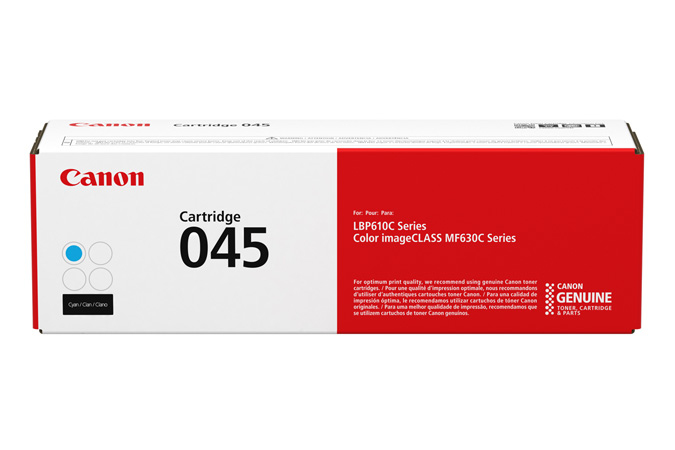 Canon Cartridge 045
Canon
Cartridge
045
Cyan / Can / Ciano
For: Pour: Para:
LBP610C Series
Color imageCLASS MF630C Series
For optimum print quality, we recommend using genuine Canon toner
cartridges. / Pour une qualité d'impression optimale, nous recommandons
d'utiliser d'authentiques cartouches toner Canon. / Para una calidad de
impresión óptima, le recomendamos utilizar cartuchos de toner Canon
originales. / Para uma melhor qualidade de impressão, recomendamos que
se utilizem cartuchos de toner Canon genuínos.
CANON
GENUINE
TONER, CARTRIDGE
& PARTS